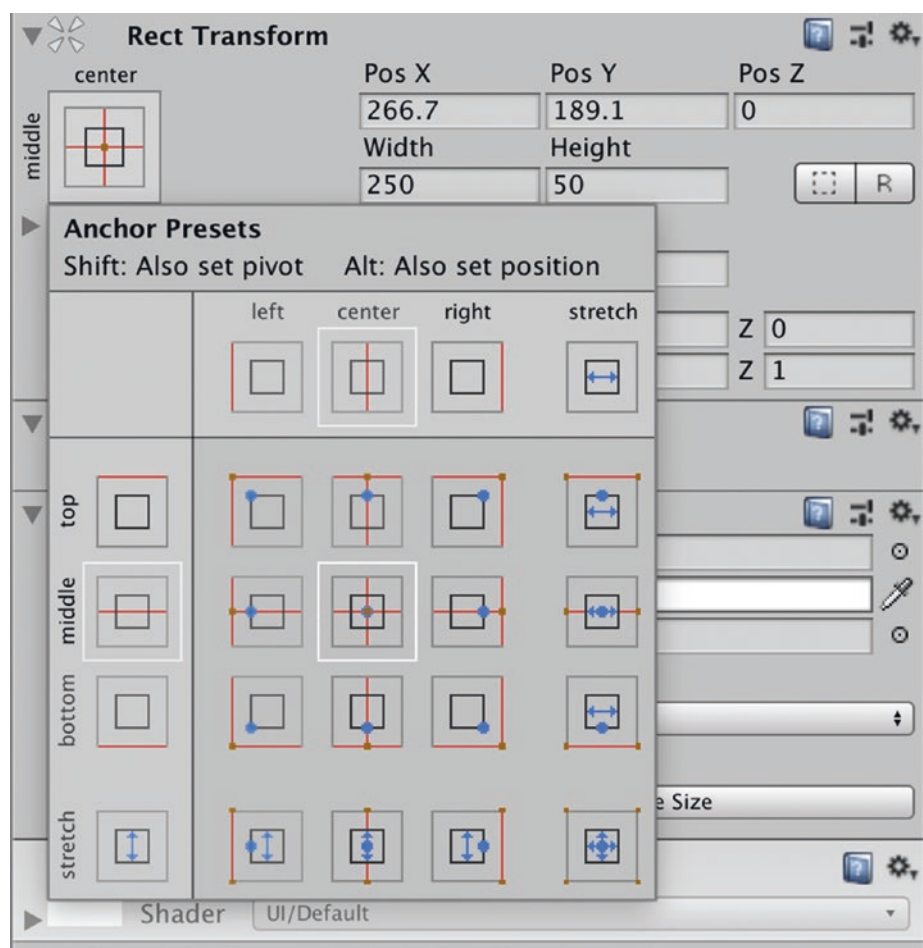 Rect Transform
center
Pos X Pos Y Pos Z
middle
266.7 189.1 0
Width Height
250 50 R
Anchor Presets
Shift: Also set pivot Alt: Also set position
left center right stretch
Z 0
Z 1
top
middle
bottom
stretch
e Size
Shader UI/Default